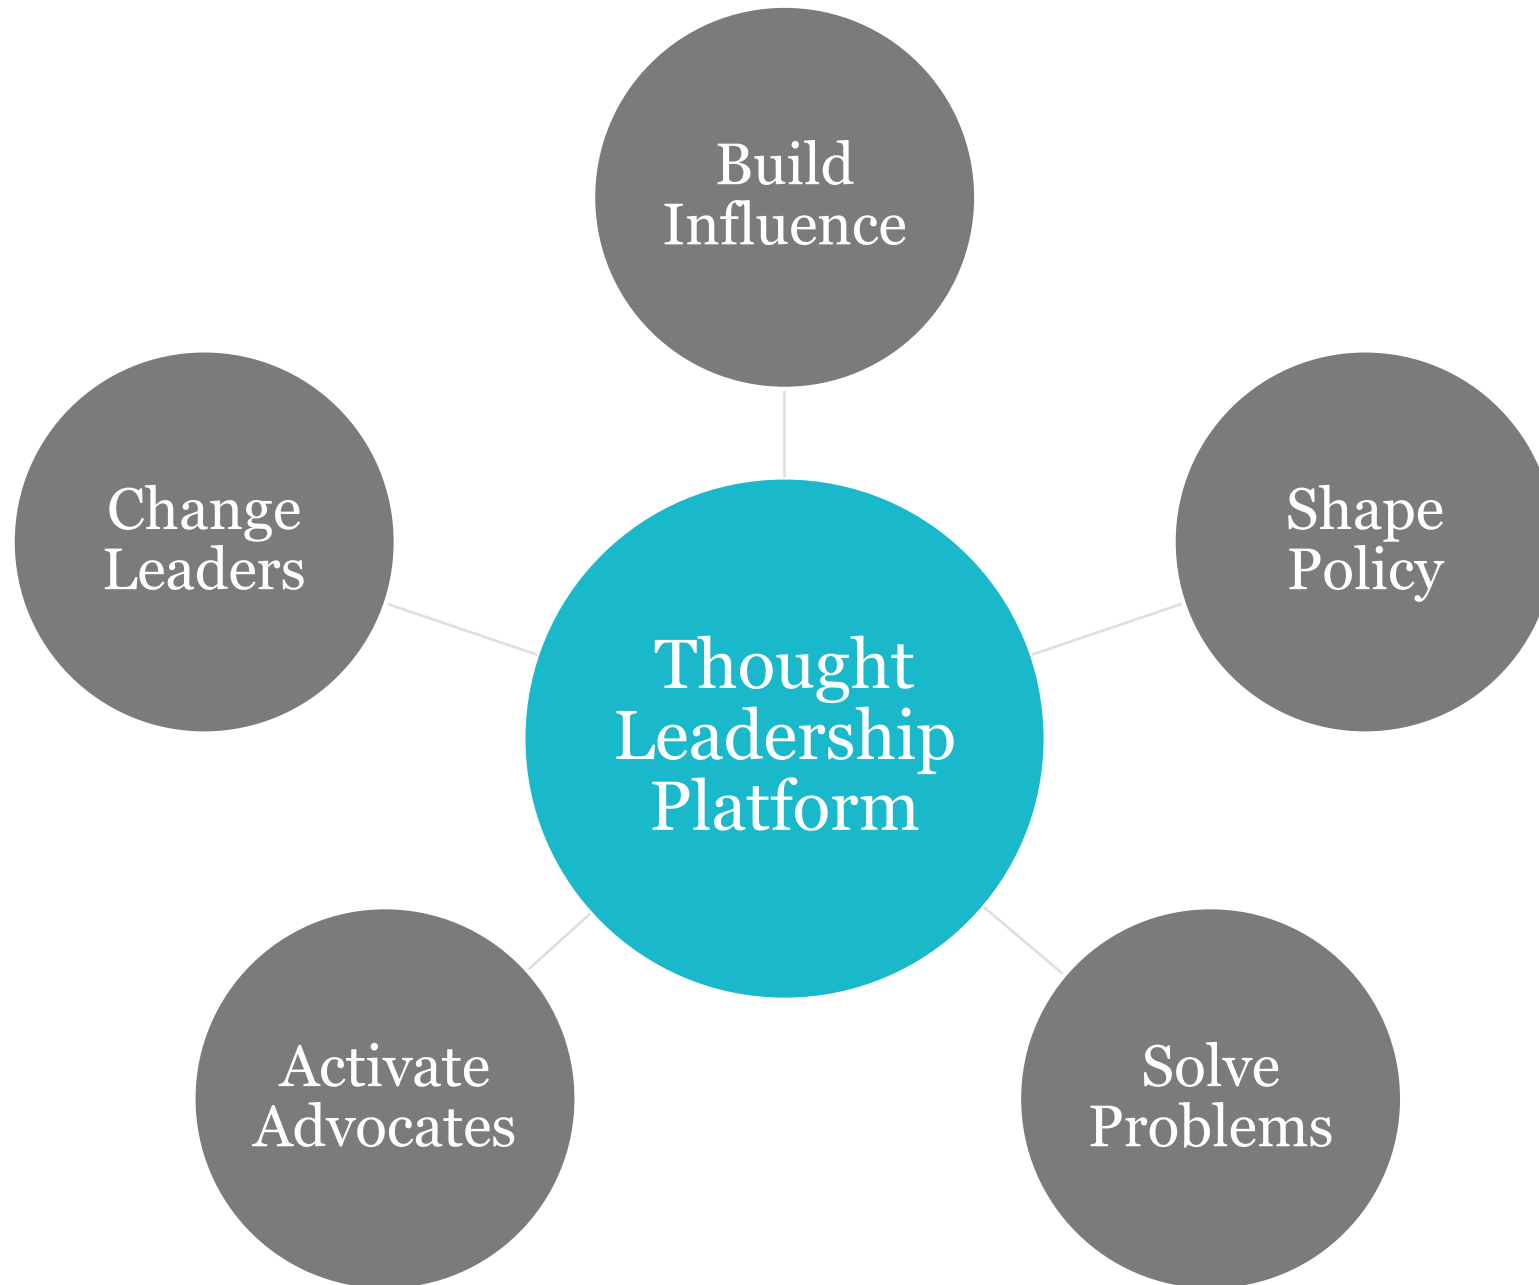 Build
Influence
Change
Leaders
Shape
Policy
Thought
Leadership
Platform
Activate
Advocates
Solve
Problems